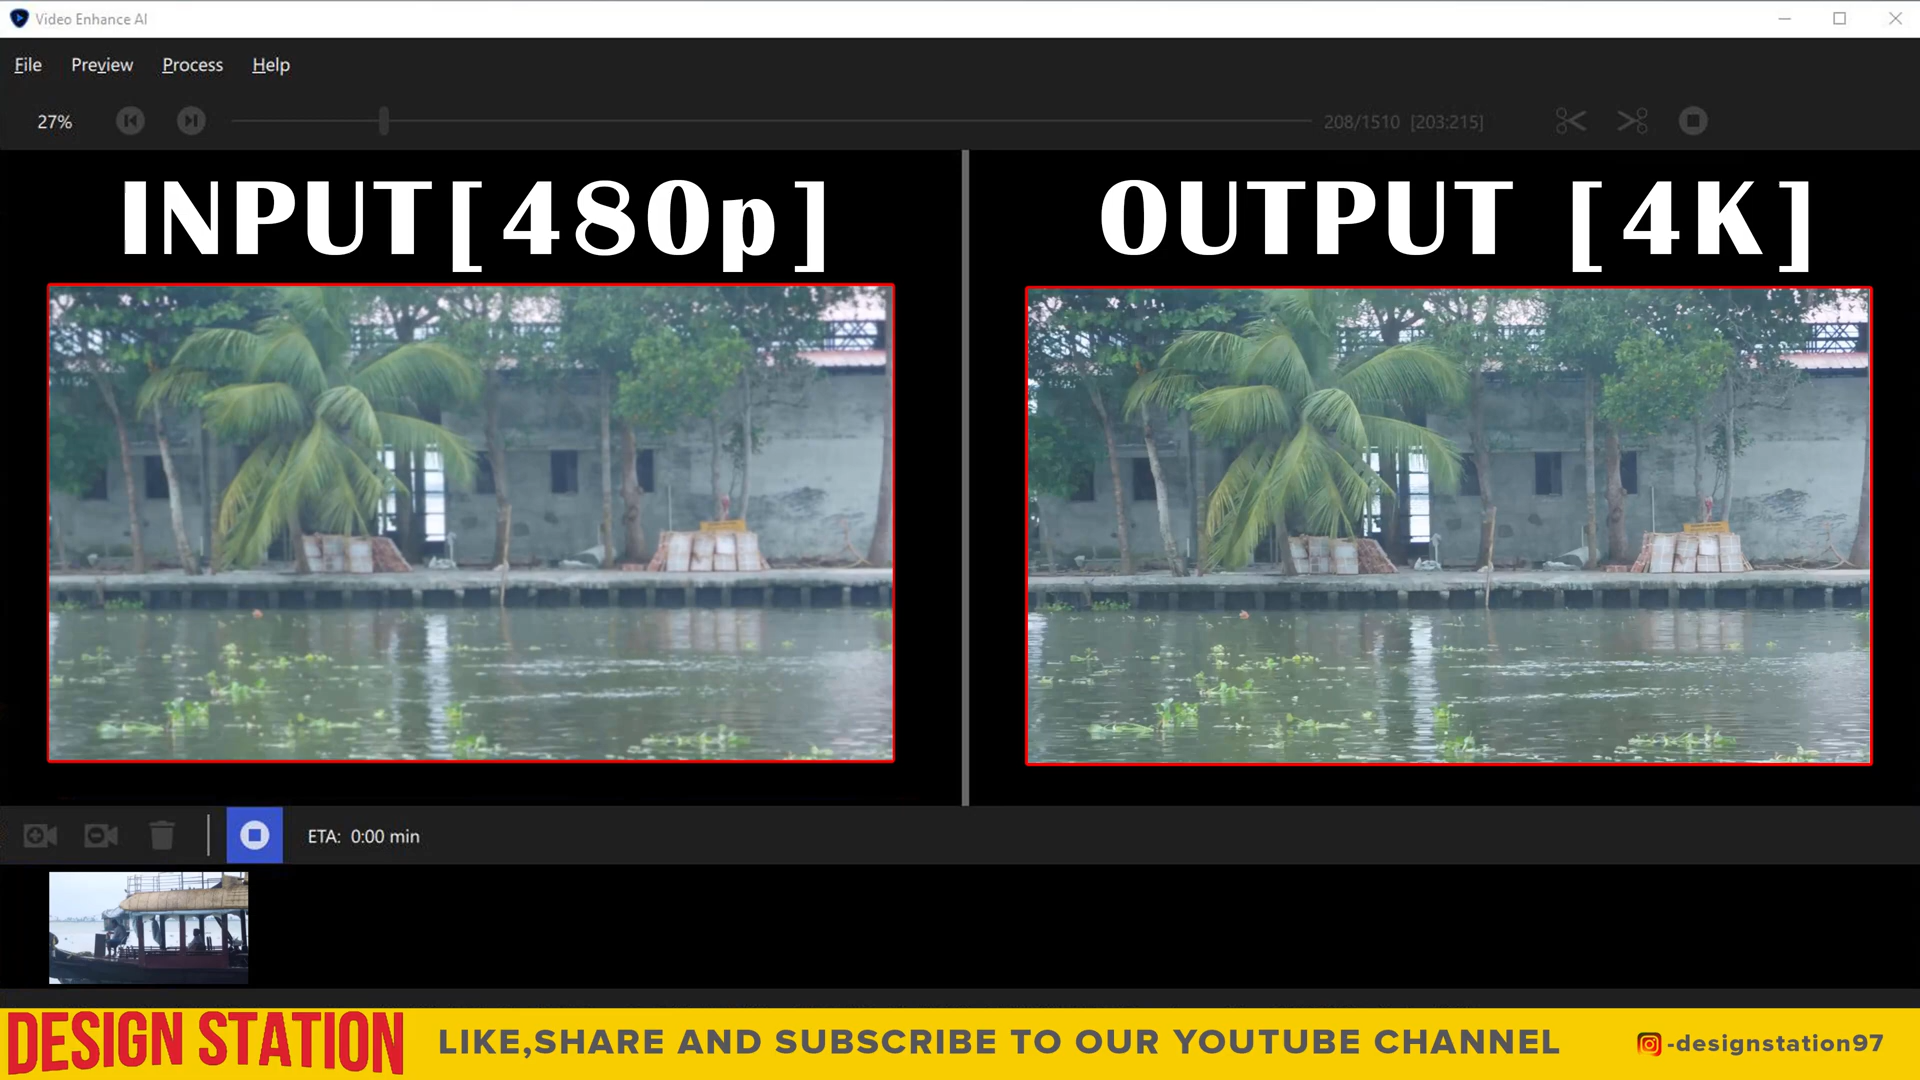 Video Enhance AI
File Preview Process Help
27%
208/1510 [203:215]
INPUT[480p]
OUTPUT [4K]
ETA: 0:00 min
DESIGN STATION
LIKE,SHARE AND SUBSCRIBE TO OUR YOUTUBE CHANNEL
-designstation97